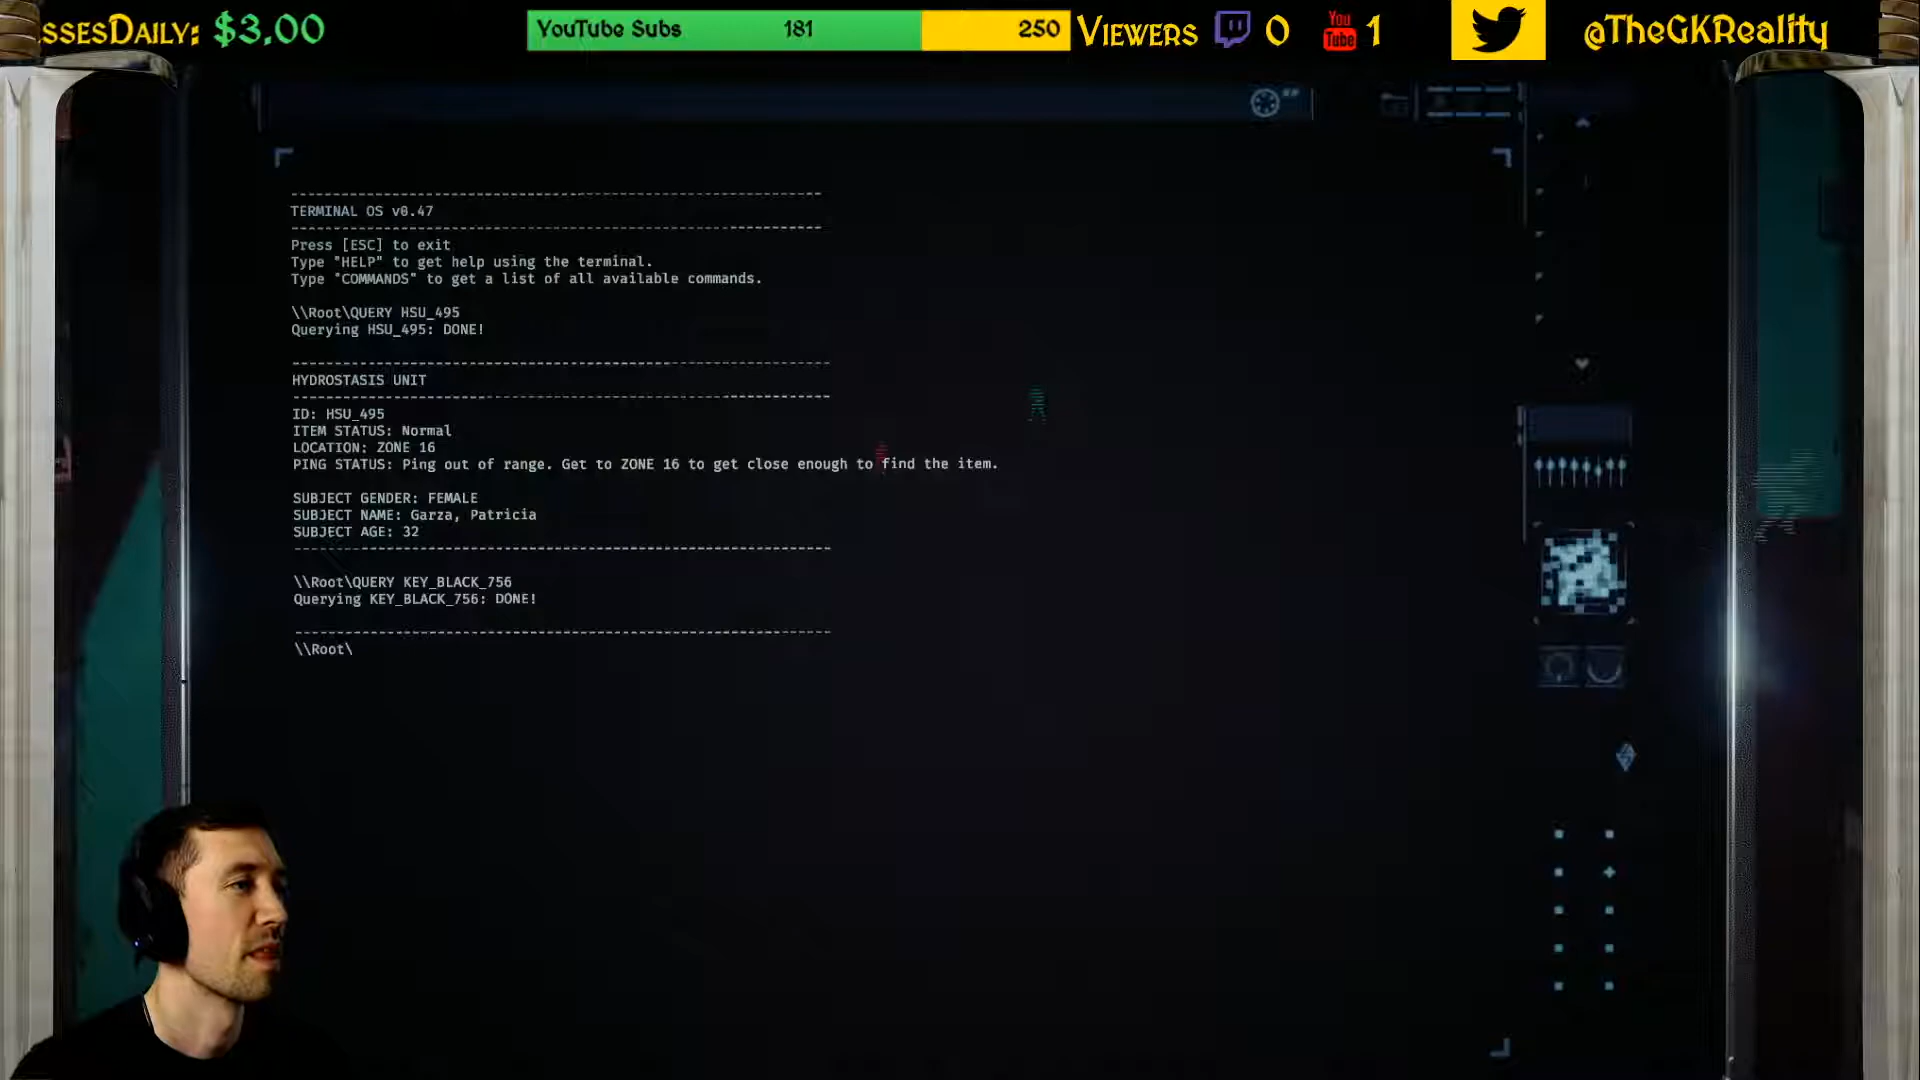 ssesDaily: $3.00
YouTube Subs 181 250
Viewers 0 You Tube 1
@TheGKReality
TERMINAL OS v0.47
Press [ESC] to exit
Type "HELP" to get help using the terminal.
Type "COMMANDS" to get a list of all available commands.
\\Root\QUERY HSU_495
Querying HSU_495: DONE!
HYDROSTASIS UNIT
ID: HSU_495
ITEM STATUS: Normal
LOCATION: ZONE 16
PING STATUS: Ping out of range. Get to ZONE 16 to get close enough to find the item.
SUBJECT GENDER: FEMALE
SUBJECT NAME: Garza, Patricia
SUBJECT AGE: 32
\\Root\QUERY KEY_BLACK_756
Querying KEY_BLACK_756: DONE!
\\Root\